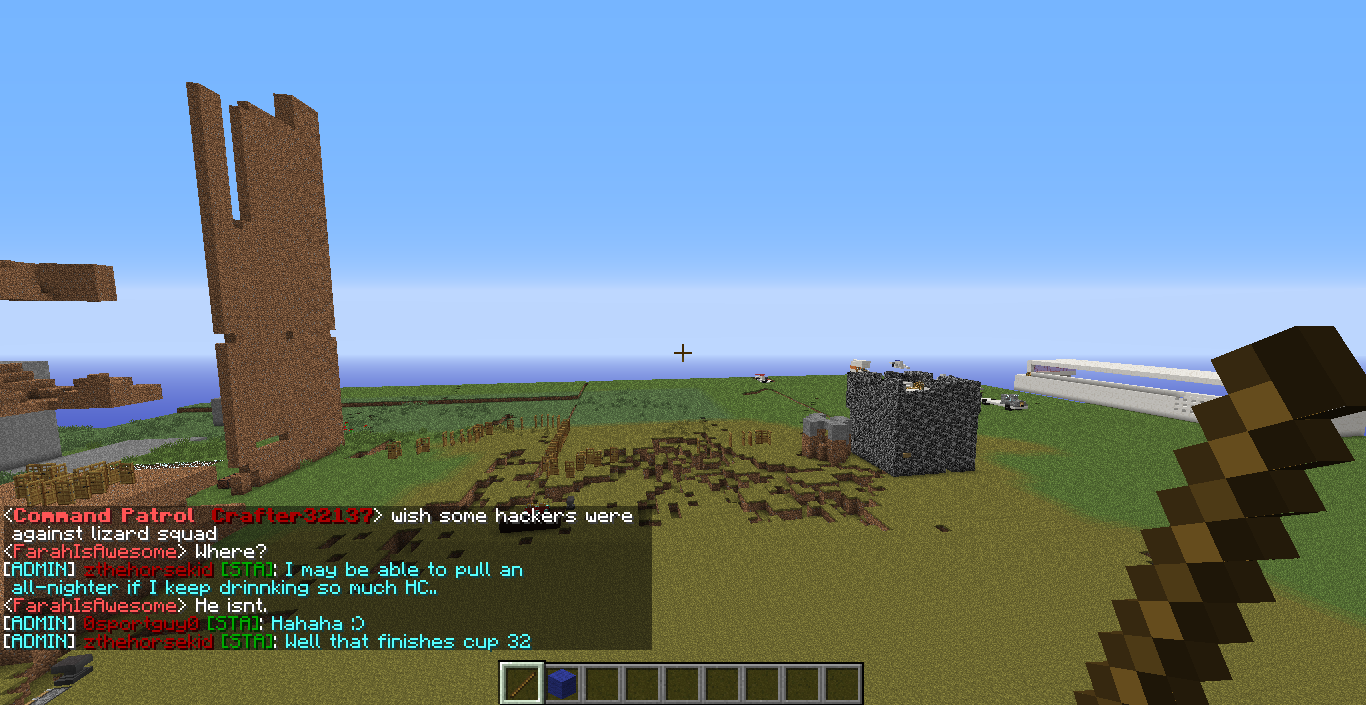 <Command Patrol Crafter32137> wish some hackers were
against lizard squad
<FarahIsAwesome> Where?
[ADMIN] zthehorsekid [STA]: I may be able to pull an
all-nighter if I keep drinnking so much HC..
<FarahIsAwesome> He isnt.
[ADMIN] 0sportguy0 [STA]: Hahaha :)
[ADMIN] zthehorsekid [STA]: Well that finishes cup 32